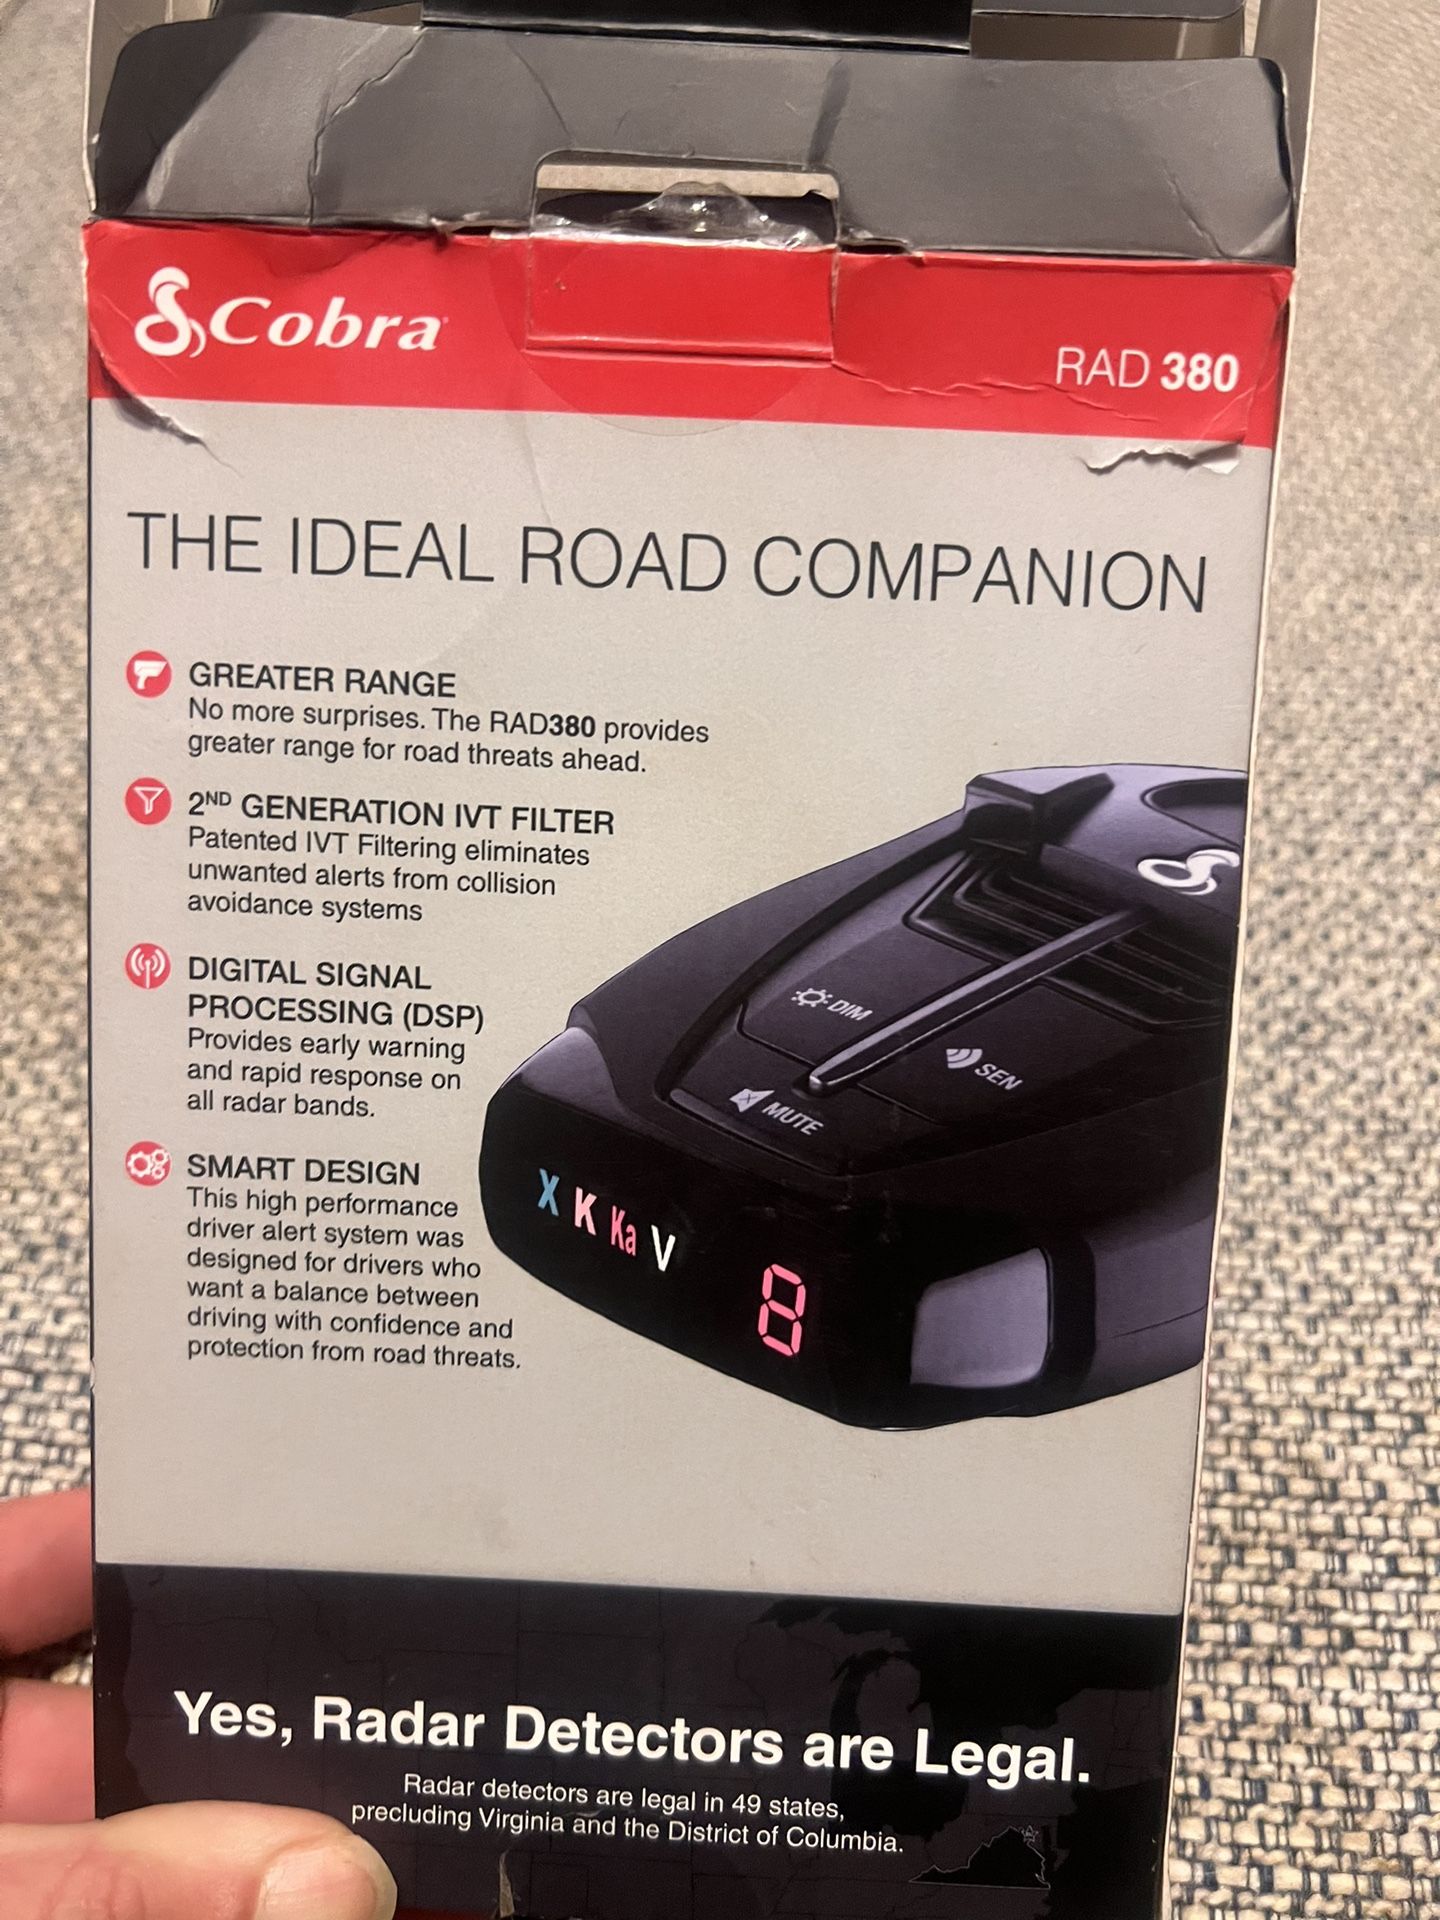 Cobra
RAD 380
THE IDEAL ROAD COMPANION
GREATER RANGE
No more surprises. The RAD380 provides
greater range for road threats ahead.
2ND GENERATION IVT FILTER
Patented IVT Filtering eliminates
unwanted alerts from collision
avoidance systems
DIGITAL SIGNAL
PROCESSING (DSP)
Provides early warning
and rapid response on
all radar bands.
SMART DESIGN
This high performance
driver alert system was
designed for drivers who
want a balance between
driving with confidence and
protection from road threats.
DIM
SEN
MUTE
X K Ka V
8
Yes, Radar Detectors are Legal.
Radar detectors are legal in 49 states,
precluding Virginia and the District of Columbia.